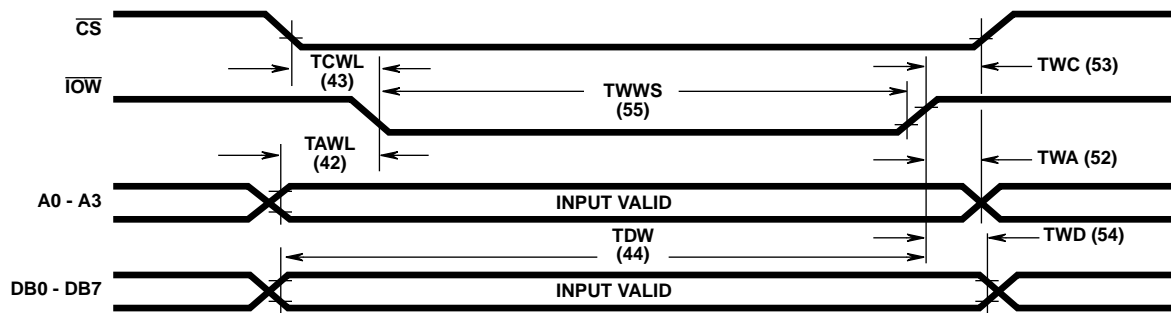 CS
TCWL
(43)
TWC (53)
IOW
TWWS
(55)
TAWL
(42)
TWA (52)
A0 - A3
INPUT VALID
TDW
(44)
TWD (54)
DB0 - DB7
INPUT VALID